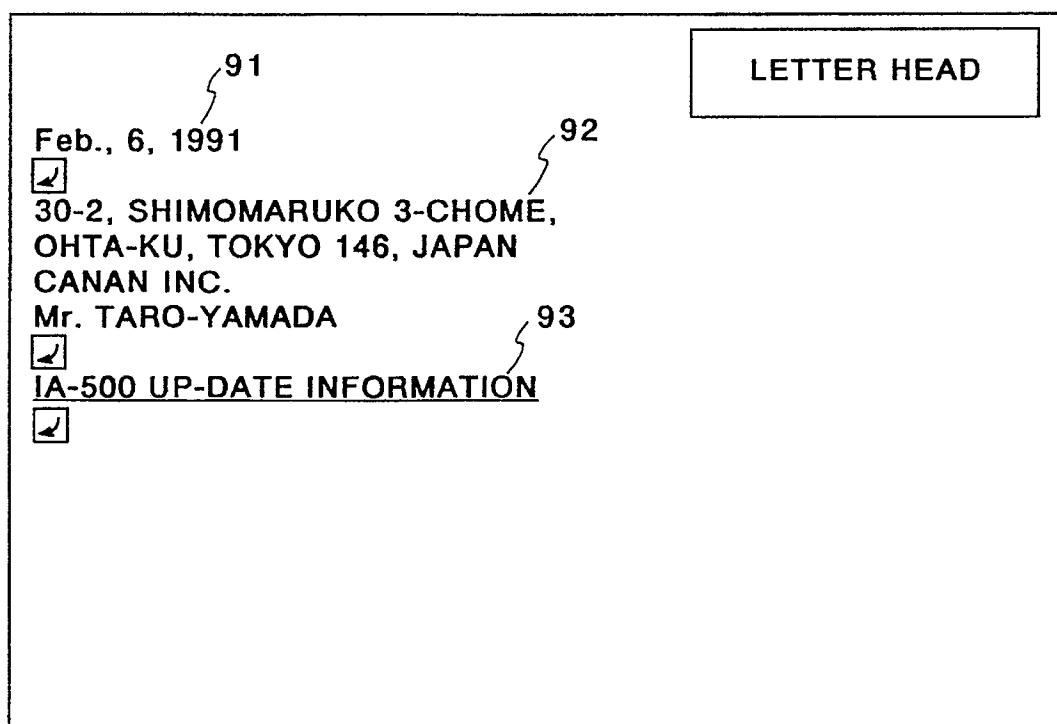 91
LETTER HEAD
Feb., 6, 1991
92
30-2, SHIMOMARUKO 3-CHOME,
OHTA-KU, TOKYO 146, JAPAN
CANAN INC.
Mr. TARO-YAMADA
93
IA-500 UP-DATE INFORMATION